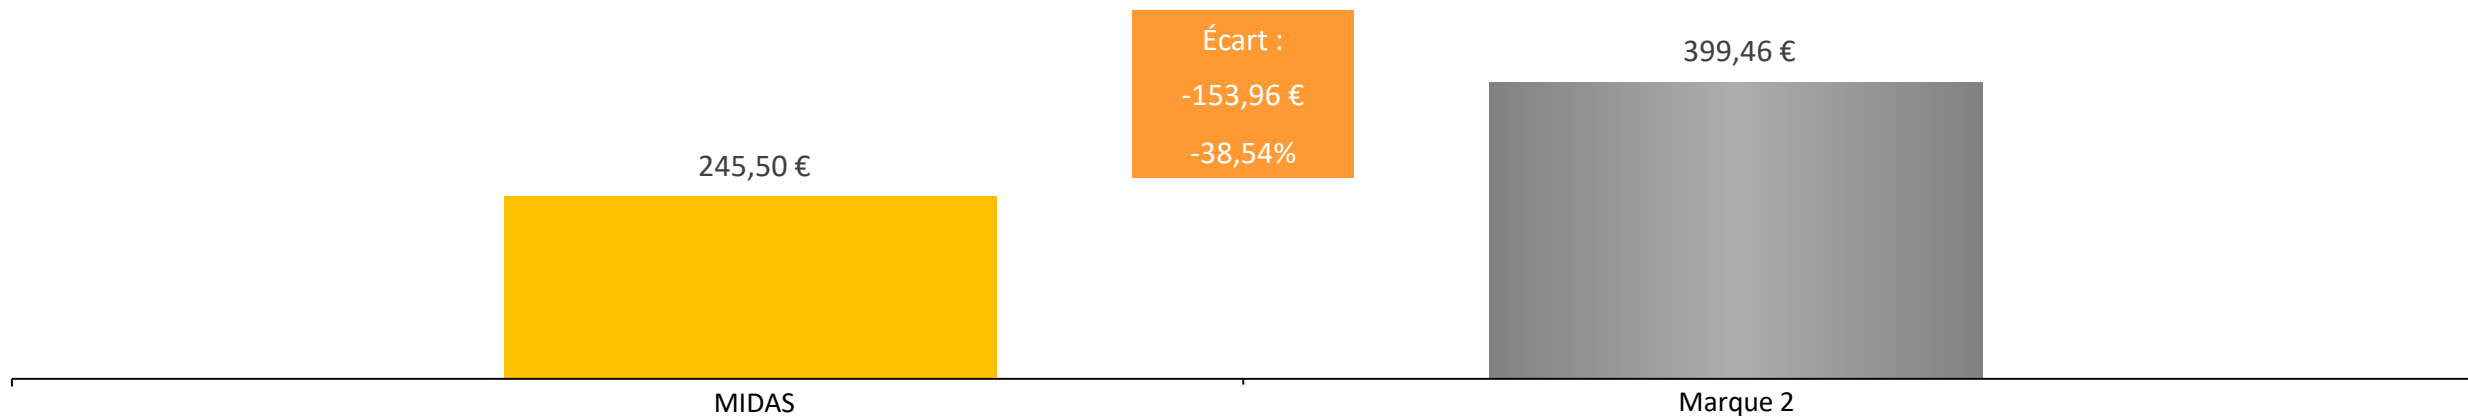 Écart :
-153,96 €
-38,54%
399,46 €
245,50 €
MIDAS
Marque 2